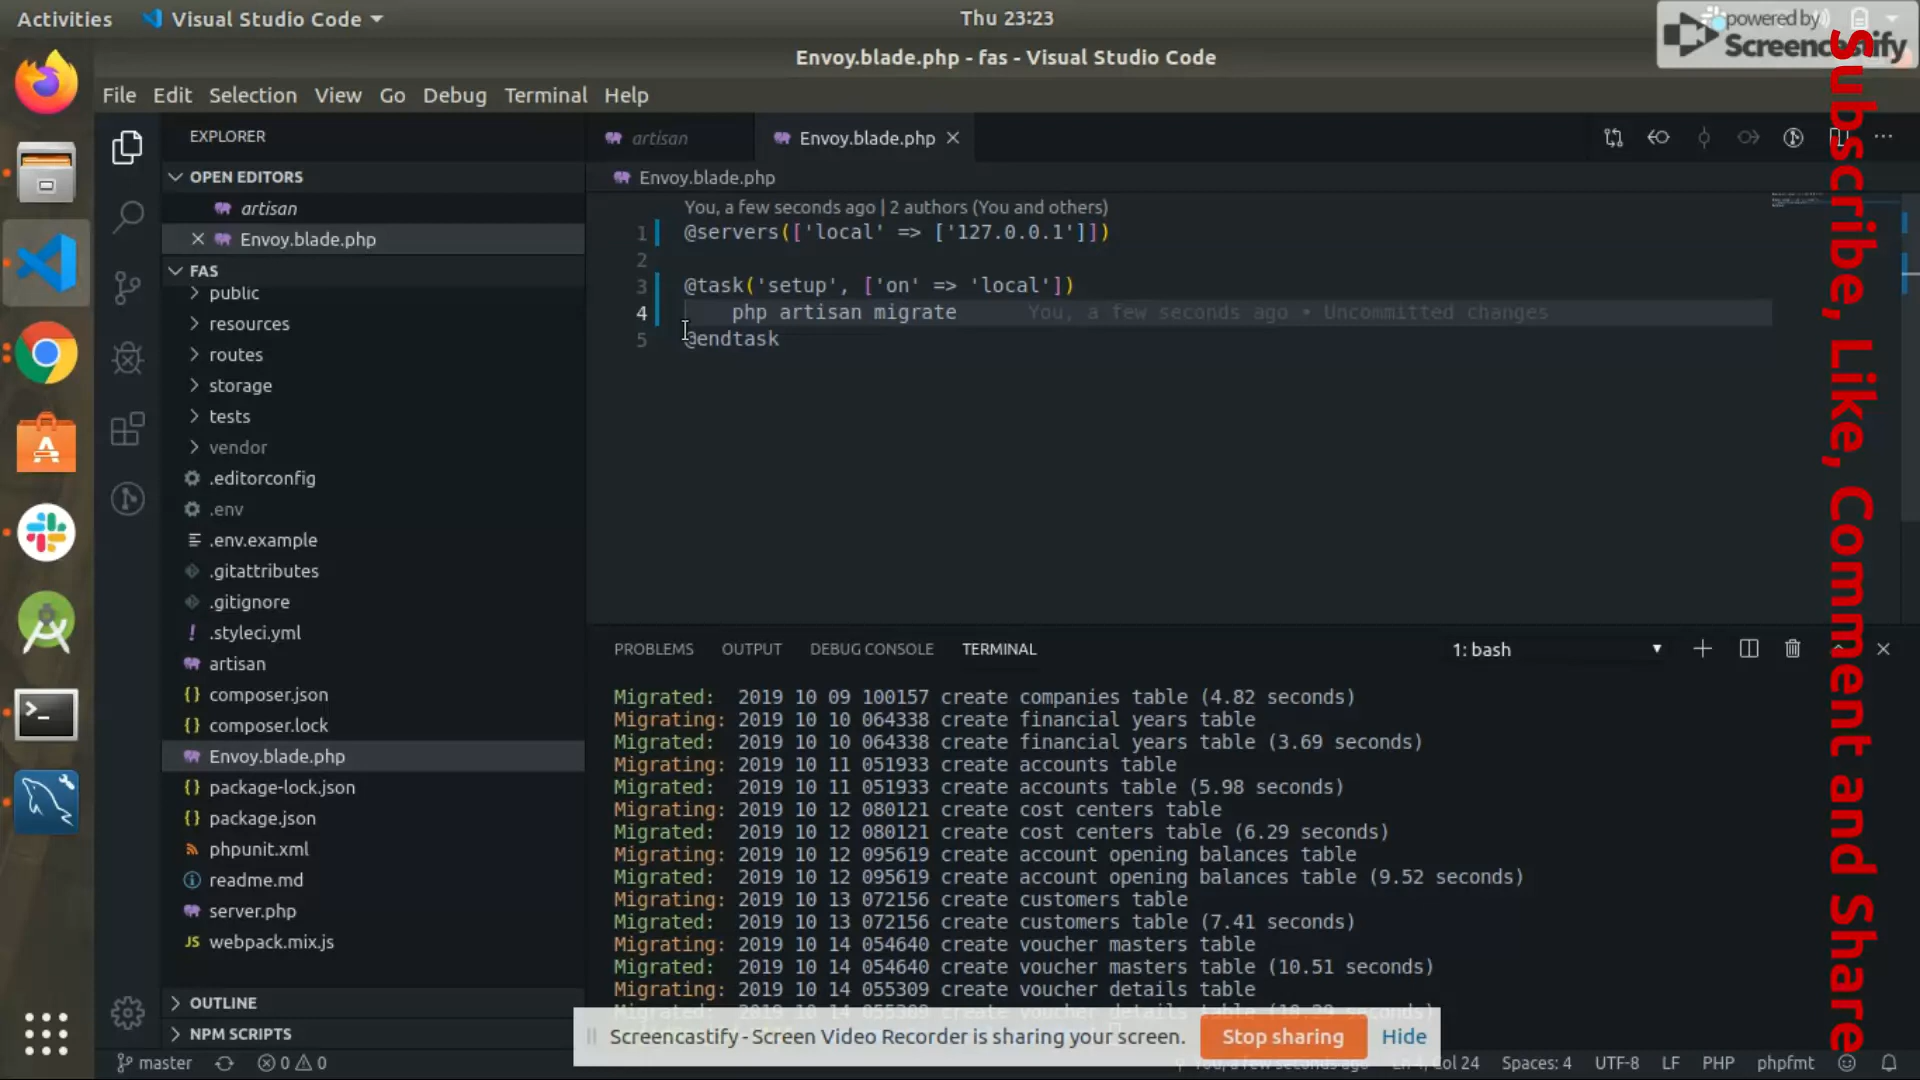 Activities
Visual Studio Code
Thu 23:23
powered by
Screencastify
Envoy.blade.php - fas - Visual Studio Code
File Edit Selection View Go Debug Terminal Help
EXPLORER
OPEN EDITORS
artisan
Envoy.blade.php
FAS
public
resources
routes
storage
tests
vendor
.editorconfig
.env
.env.example
.gitattributes
.gitignore
.styleci.yml
artisan
composer.json
composer.lock
Envoy.blade.php
package-lock.json
package.json
phpunit.xml
readme.md
server.php
webpack.mix.js
OUTLINE
NPM SCRIPTS
artisan
Envoy.blade.php
Envoy.blade.php
You, a few seconds ago | 2 authors (You and others)
1 @servers(['local' => ['127.0.0.1']])
2
3 @task('setup', ['on' => 'local'])
4 php artisan migrate You, a few seconds ago • Uncommitted changes
5 @endtask
PROBLEMS OUTPUT DEBUG CONSOLE TERMINAL
1: bash
Migrated: 2019 10 09 100157 create companies table (4.82 seconds)
Migrating: 2019 10 10 064338 create financial years table
Migrated: 2019 10 10 064338 create financial years table (3.69 seconds)
Migrating: 2019 10 11 051933 create accounts table
Migrated: 2019 10 11 051933 create accounts table (5.98 seconds)
Migrating: 2019 10 12 080121 create cost centers table
Migrated: 2019 10 12 080121 create cost centers table (6.29 seconds)
Migrating: 2019 10 12 095619 create account opening balances table
Migrated: 2019 10 12 095619 create account opening balances table (9.52 seconds)
Migrating: 2019 10 13 072156 create customers table
Migrated: 2019 10 13 072156 create customers table (7.41 seconds)
Migrating: 2019 10 14 054640 create voucher masters table
Migrated: 2019 10 14 054640 create voucher masters table (10.51 seconds)
Migrating: 2019 10 14 055309 create voucher details table
Screencastify - Screen Video Recorder is sharing your screen.
Stop sharing
Hide
master
0 0
Col 24
Spaces: 4
UTF-8
LF
PHP
phpfmt
Subscribe, Like, Comment and Share